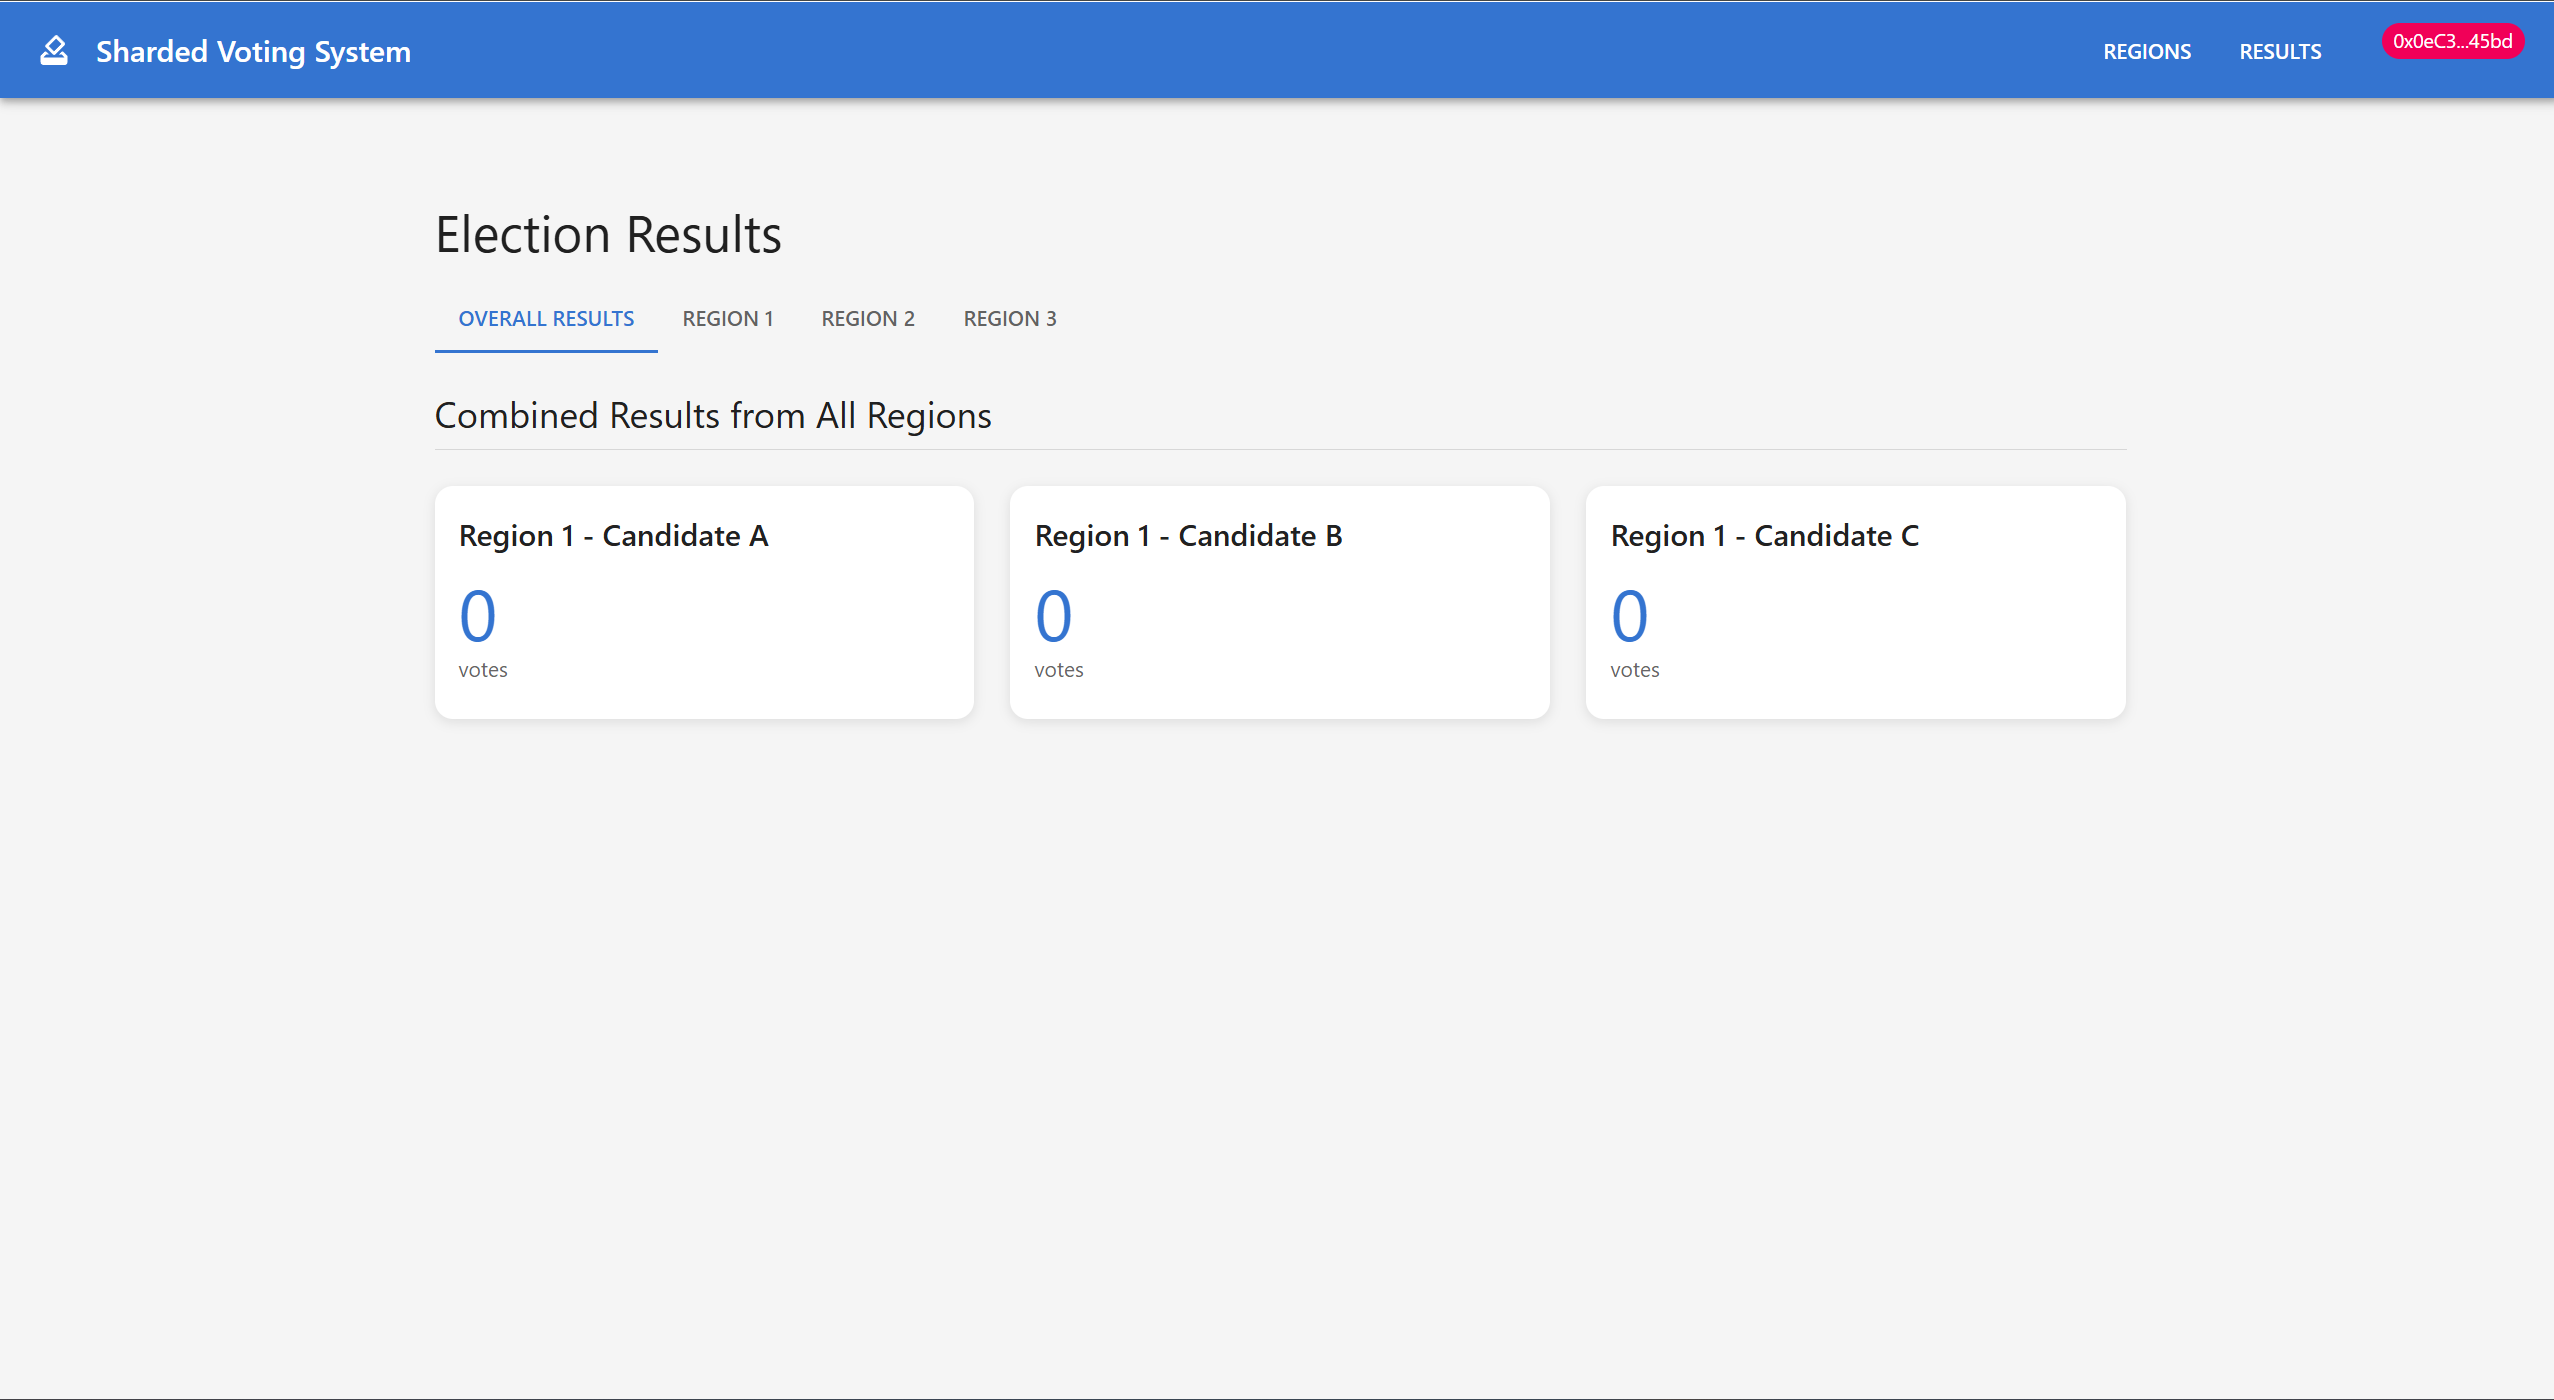 Sharded Voting System
REGIONS
RESULTS
0x0eC3...45bd
Election Results
OVERALL RESULTS
REGION 1
REGION 2
REGION 3
Combined Results from All Regions
Region 1 - Candidate A
0
votes
Region 1 - Candidate B
0
votes
Region 1 - Candidate C
0
votes